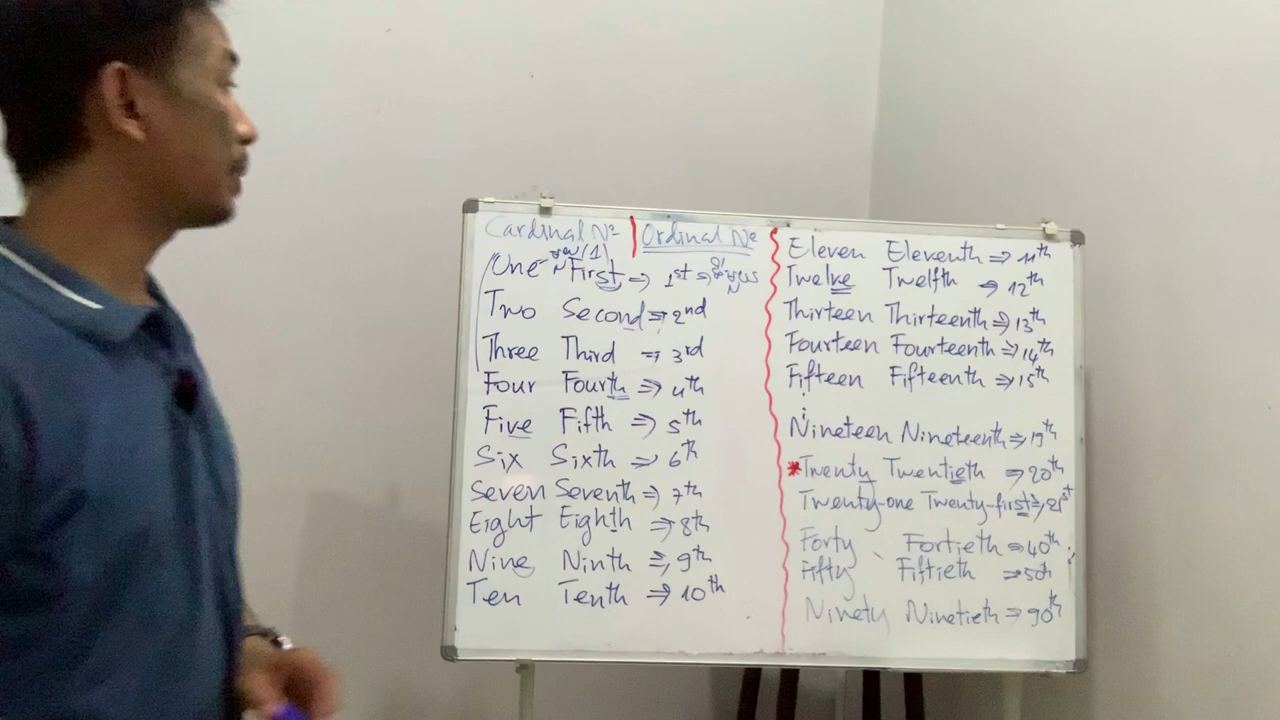 Cardinal Nº Ordinal Nº
One First ⇒ 1st ⇒
Two Second ⇒ 2nd
Three Third ⇒ 3rd
Four Fourth ⇒ 4th
Five Fifth ⇒ 5th
Six Sixth ⇒ 6th
Seven Seventh ⇒ 7th
Eight Eighth ⇒ 8th
Nine Ninth ⇒ 9th
Ten Tenth ⇒ 10th
Eleven Eleventh ⇒ 11th
Twelve Twelfth ⇒ 12th
Thirteen Thirteenth ⇒ 13th
Fourteen Fourteenth ⇒ 14th
Fifteen Fifteenth ⇒ 15th
Nineteen Nineteenth ⇒ 19th
*Twenty Twentieth ⇒ 20th
Twenty-one Twenty-first ⇒ 21st
Forty Fortieth ⇒ 40th
Fifty Fiftieth ⇒ 50th
Ninety Ninetieth ⇒ 90th